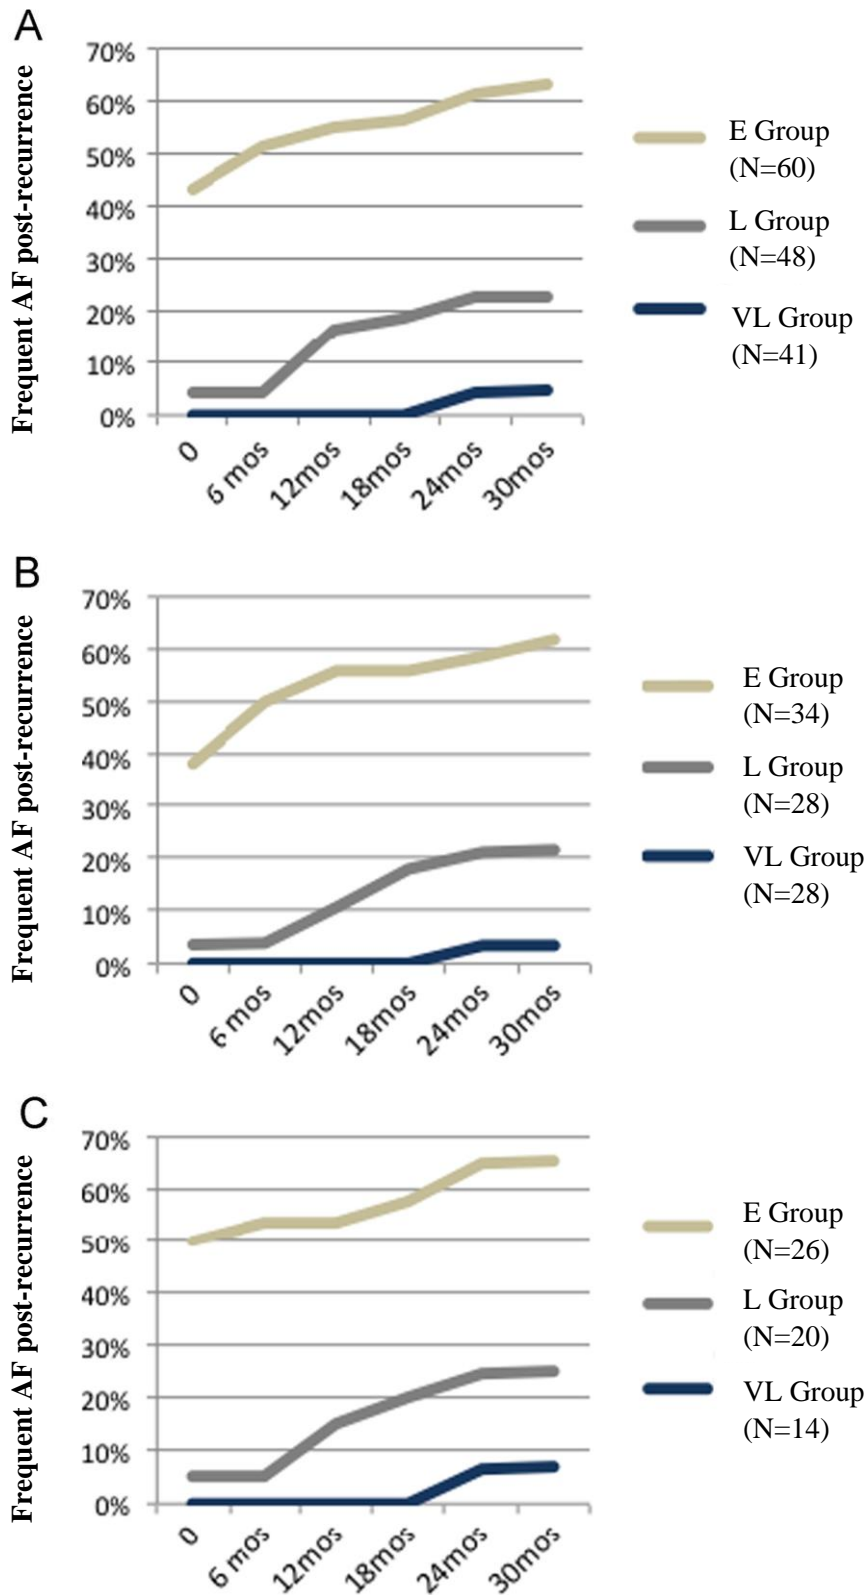 A
Frequent AF post-recurrence
70%
60%
50%
40%
30%
20%
10%
0%
0
6 mos
12mos
18mos
24mos
30mos
E Group
(N=60)
L Group
(N=48)
VL Group
(N=41)
B
Frequent AF post-recurrence
70%
60%
50%
40%
30%
20%
10%
0%
0
6 mos
12mos
18mos
24mos
30mos
E Group
(N=34)
L Group
(N=28)
VL Group
(N=28)
C
Frequent AF post-recurrence
70%
60%
50%
40%
30%
20%
10%
0%
0
6 mos
12mos
18mos
24mos
30mos
E Group
(N=26)
L Group
(N=20)
VL Group
(N=14)